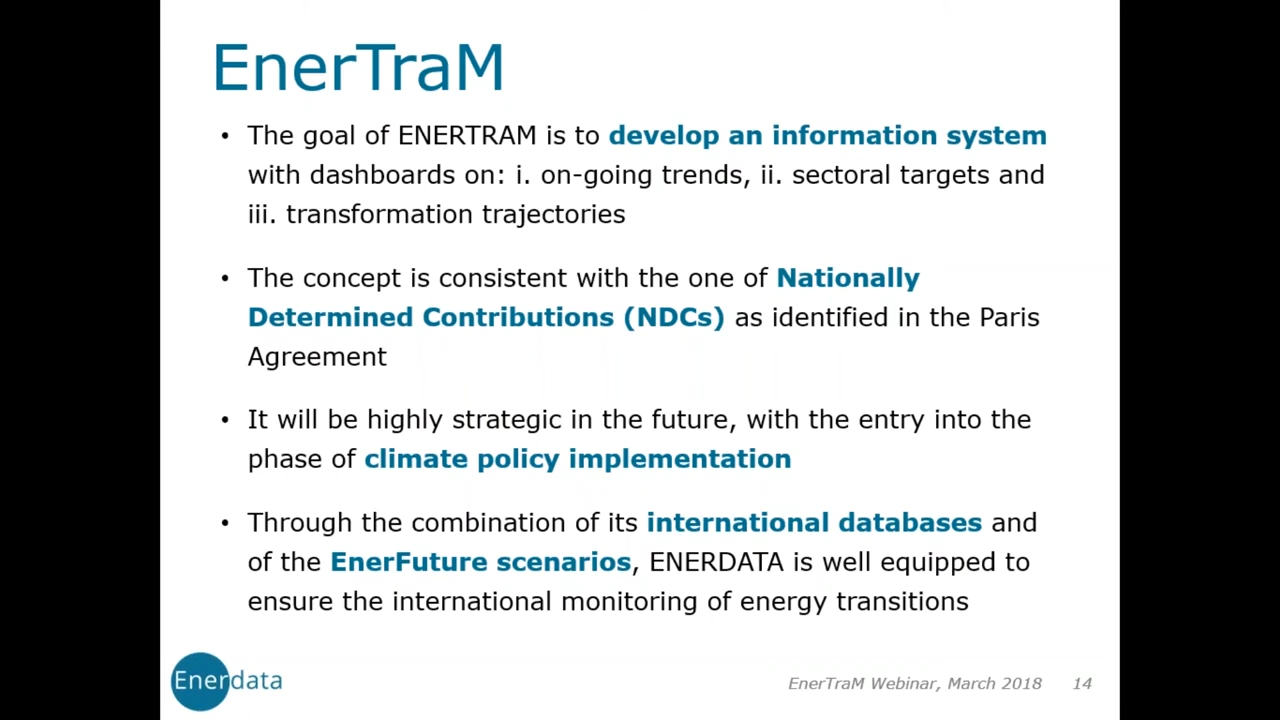 EnerTraM
• The goal of ENERTRAM is to develop an information system
with dashboards on: i. on-going trends, ii. sectoral targets and
iii. transformation trajectories
• The concept is consistent with the one of Nationally
Determined Contributions (NDCs) as identified in the Paris
Agreement
• It will be highly strategic in the future, with the entry into the
phase of climate policy implementation
• Through the combination of its international databases and
of the EnerFuture scenarios, ENERDATA is well equipped to
ensure the international monitoring of energy transitions
Enerdata
EnerTraM Webinar, March 2018 14